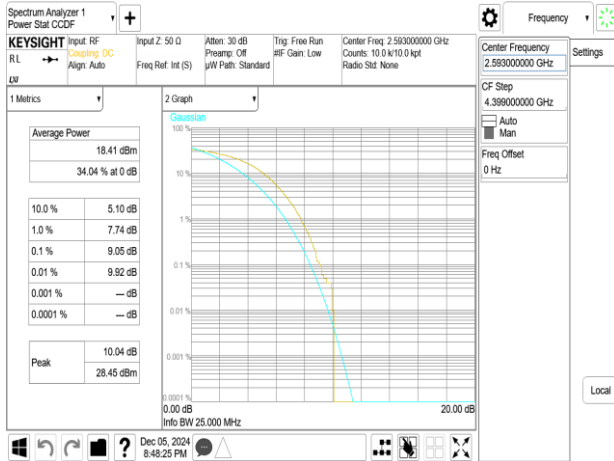 Spectrum Analyzer 1
Power Stat CCDF
+
Frequency
Settings
KEYSIGHT
RL
LXI
Input: RF
Coupling: DC
Align: Auto
Input Z: 50 Ω
Freq Ref: Int (S)
Atten: 30 dB
Preamp: Off
µW Path: Standard
Trig: Free Run
#IF Gain: Low
Center Freq: 2.593000000 GHz
Counts: 10.0 k/10.0 kpt
Radio Std: None
Center Frequency
2.593000000 GHz
CF Step
4.399000000 GHz
Auto
Man
Freq Offset
0 Hz
Local
1 Metrics
Average Power
18.41 dBm
34.04 % at 0 dB
10.0 % 5.10 dB
1.0 % 7.74 dB
0.1 % 9.05 dB
0.01 % 9.92 dB
0.001 % --- dB
0.0001 % --- dB
Peak
10.04 dB
28.45 dBm
2 Graph
Gaussian
100 %
10 %
1 %
0.1 %
0.01 %
0.001 %
0.0001 %
0.00 dB 20.00 dB
Info BW 25.000 MHz
?
Dec 05, 2024
8:48:25 PM